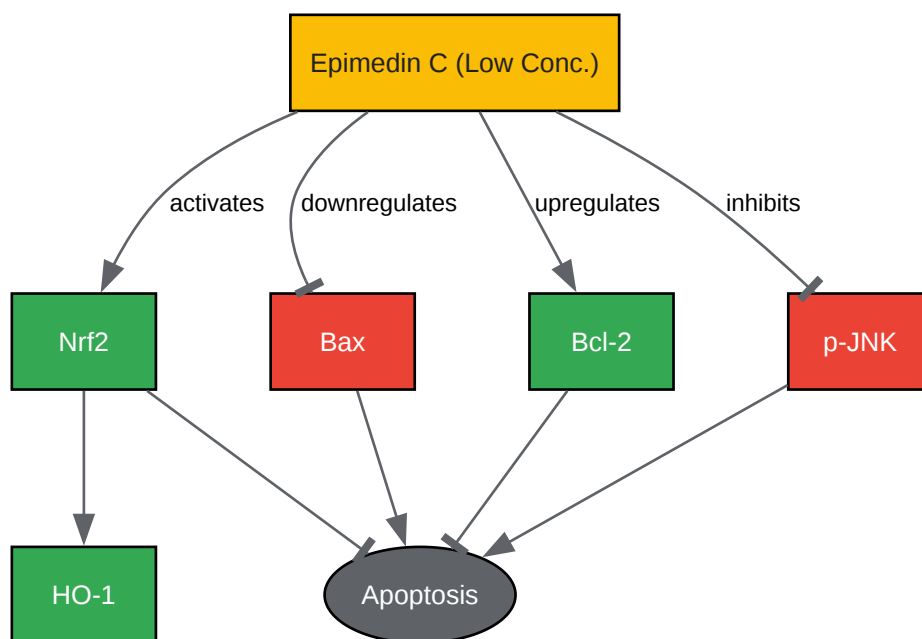 Epimedin C (Low Conc.)
activates
downregulates
upregulates
inhibits
Nrf2
Bax
Bcl-2
p-JNK
HO-1
Apoptosis